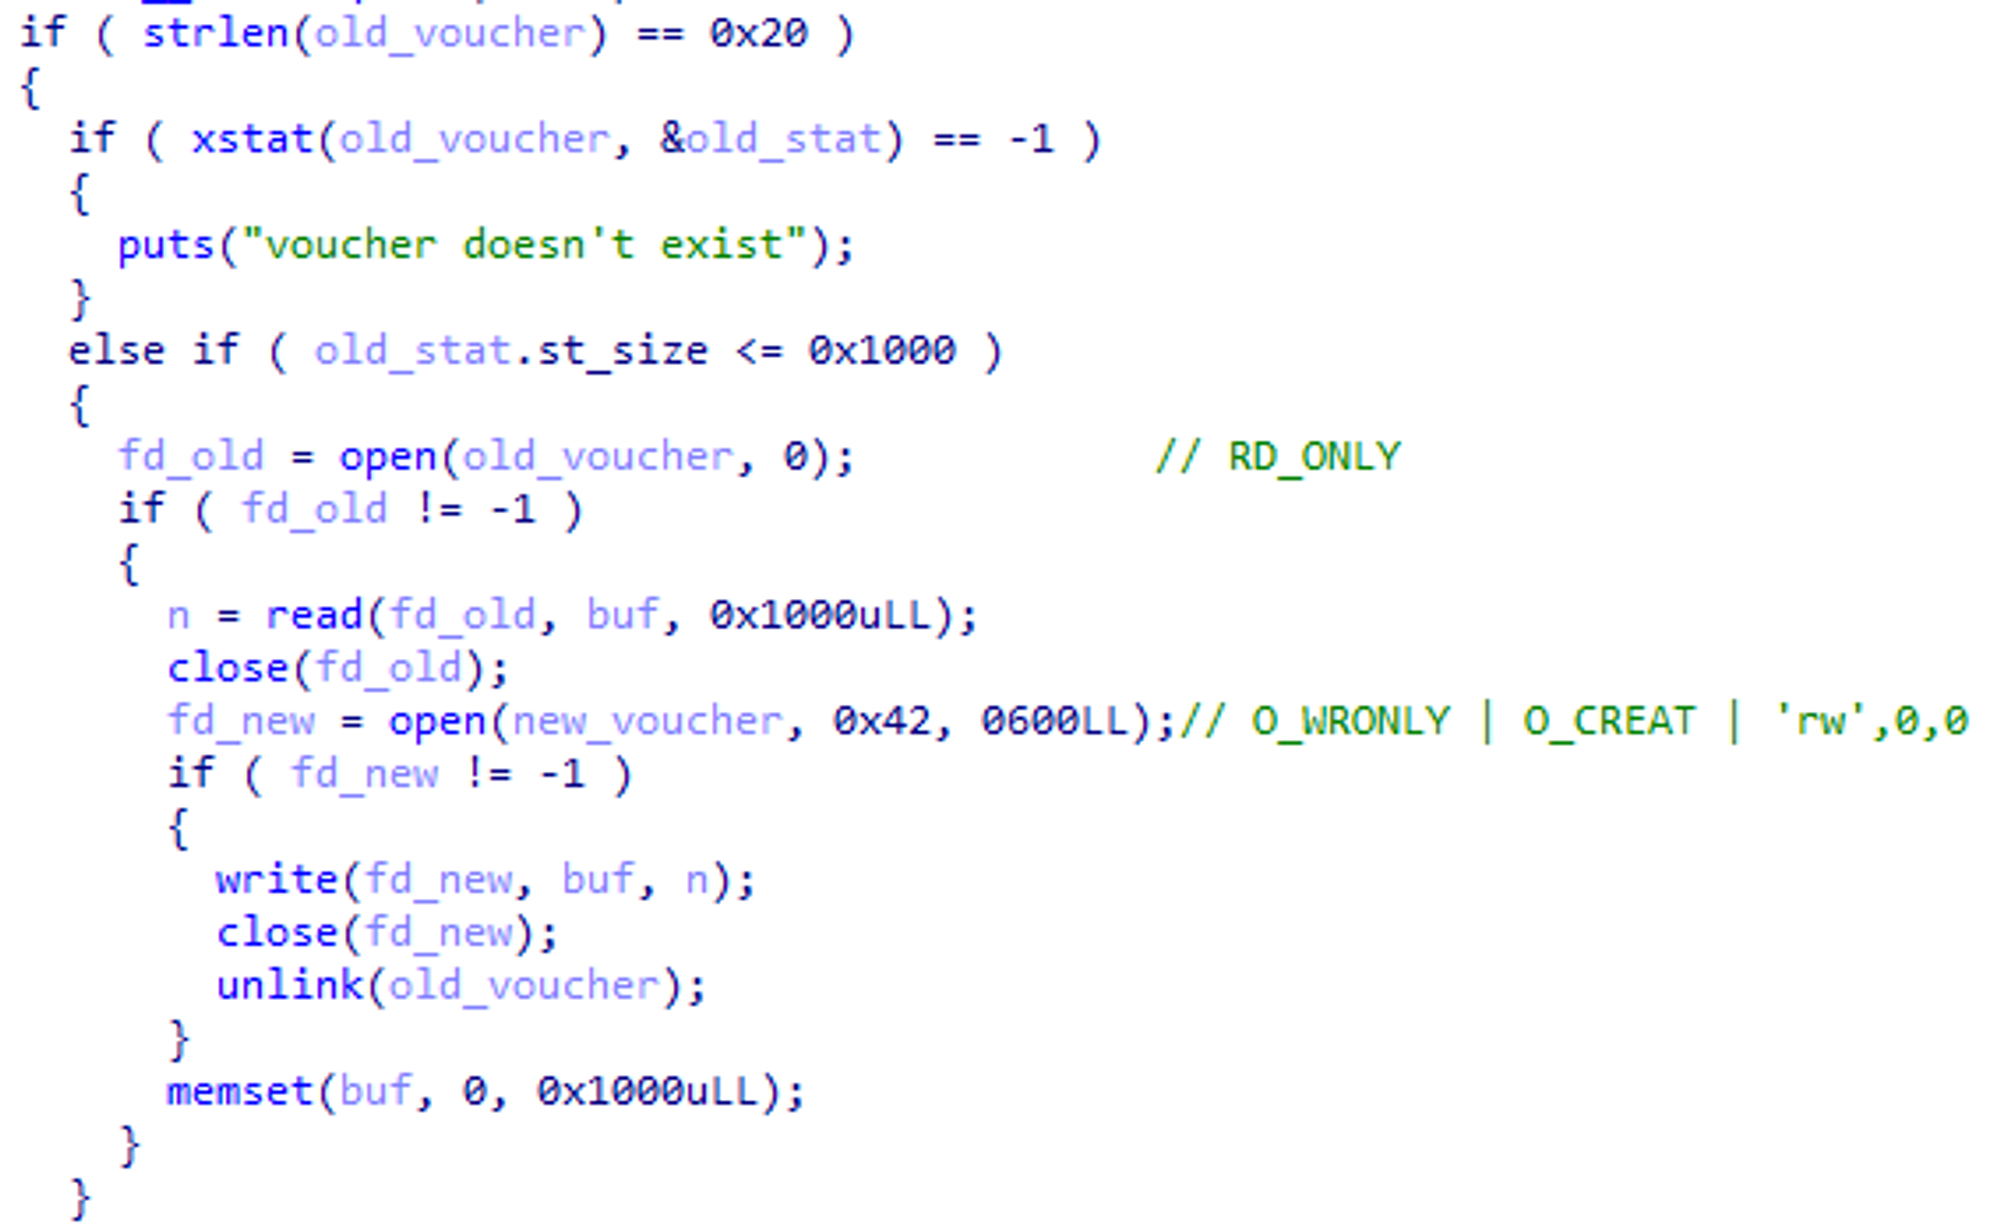 if ( strlen(old_voucher) == 0x20 )
{
if ( xstat(old_voucher, &old_stat) == -1 )
{
puts("voucher doesn't exist");
}
else if ( old_stat.st_size <= 0x1000 )
{
fd_old = open(old_voucher, 0); // RD_ONLY
if ( fd_old != -1 )
{
n = read(fd_old, buf, 0x1000uLL);
close(fd_old);
fd_new = open(new_voucher, 0x42, 0600LL);// O_WRONLY | O_CREAT | 'rw',0,0
if ( fd_new != -1 )
{
write(fd_new, buf, n);
close(fd_new);
unlink(old_voucher);
}
memset(buf, 0, 0x1000uLL);
}
}